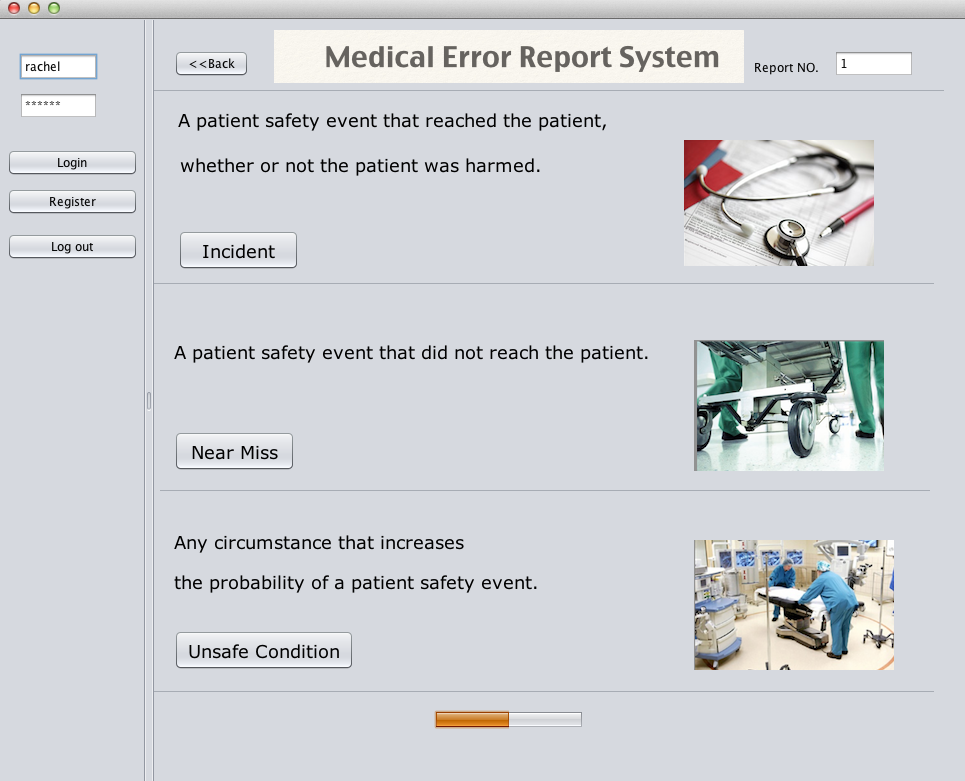 rachel
******
Login
Register
Log out
<<Back
Medical Error Report System
Report NO.
1
A patient safety event that reached the patient,
whether or not the patient was harmed.
Incident
A patient safety event that did not reach the patient.
Near Miss
Any circumstance that increases
the probability of a patient safety event.
Unsafe Condition